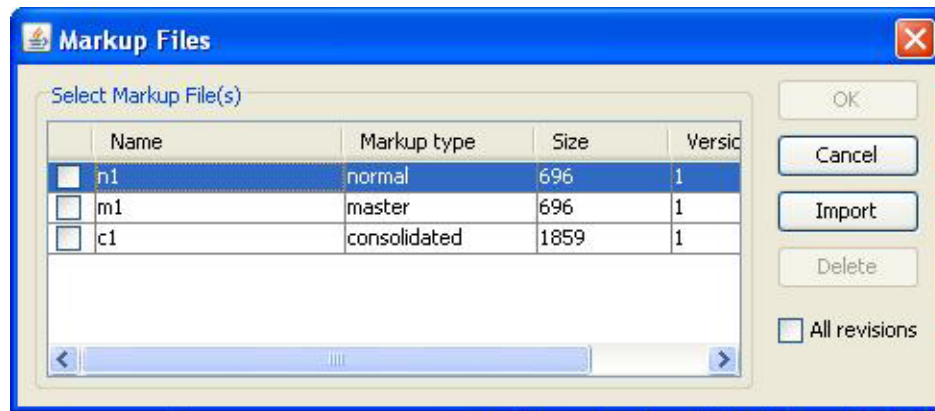 Markup Files
Select Markup File(s)
Name Markup type Size Versic
n1 normal 696 1
m1 master 696 1
c1 consolidated 1859 1
OK
Cancel
Import
Delete
All revisions